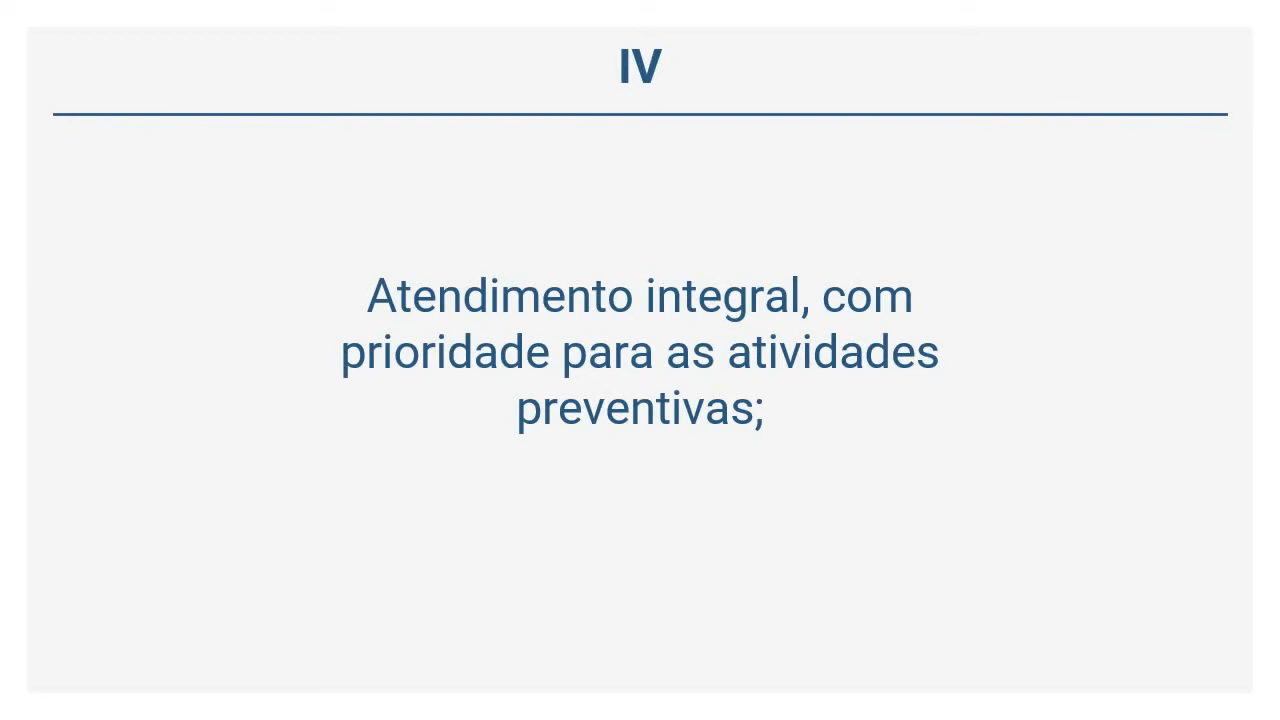 IV
Atendimento integral, com
prioridade para as atividades
preventivas;